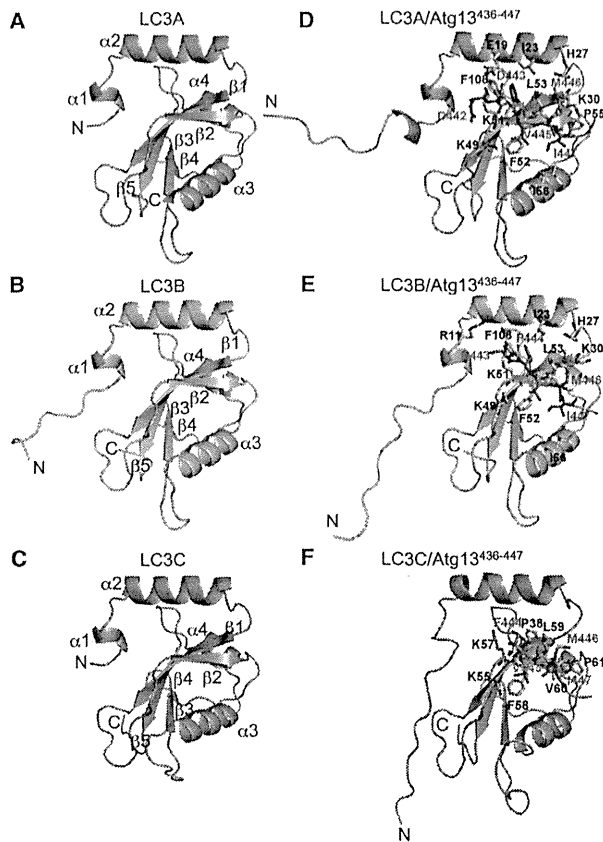 A
LC3A
α2
α4
β1
α1
N
β3
β2
β4
β5
C
α3
D
LC3A/Atg13436-447
E19
I23
H27
D443
L53
M446
F108
K30
D442
K51
P55
V445
K49
I447
F52
I66
N
B
LC3B
α2
β1
α4
α1
β3
β2
β4
C
β5
α3
N
E
LC3B/Atg13436-447
I23
R11
F108
F444
H27
L53
K30
K51
M446
K49
F52
C
I66
N
C
LC3C
α2
α1
α4
β1
N
β4
β2
β3
C
β5
α3
F
LC3C/Atg13436-447
F444
P38
L59
K57
M446
P61
K55
V60
I447
F58
C
N